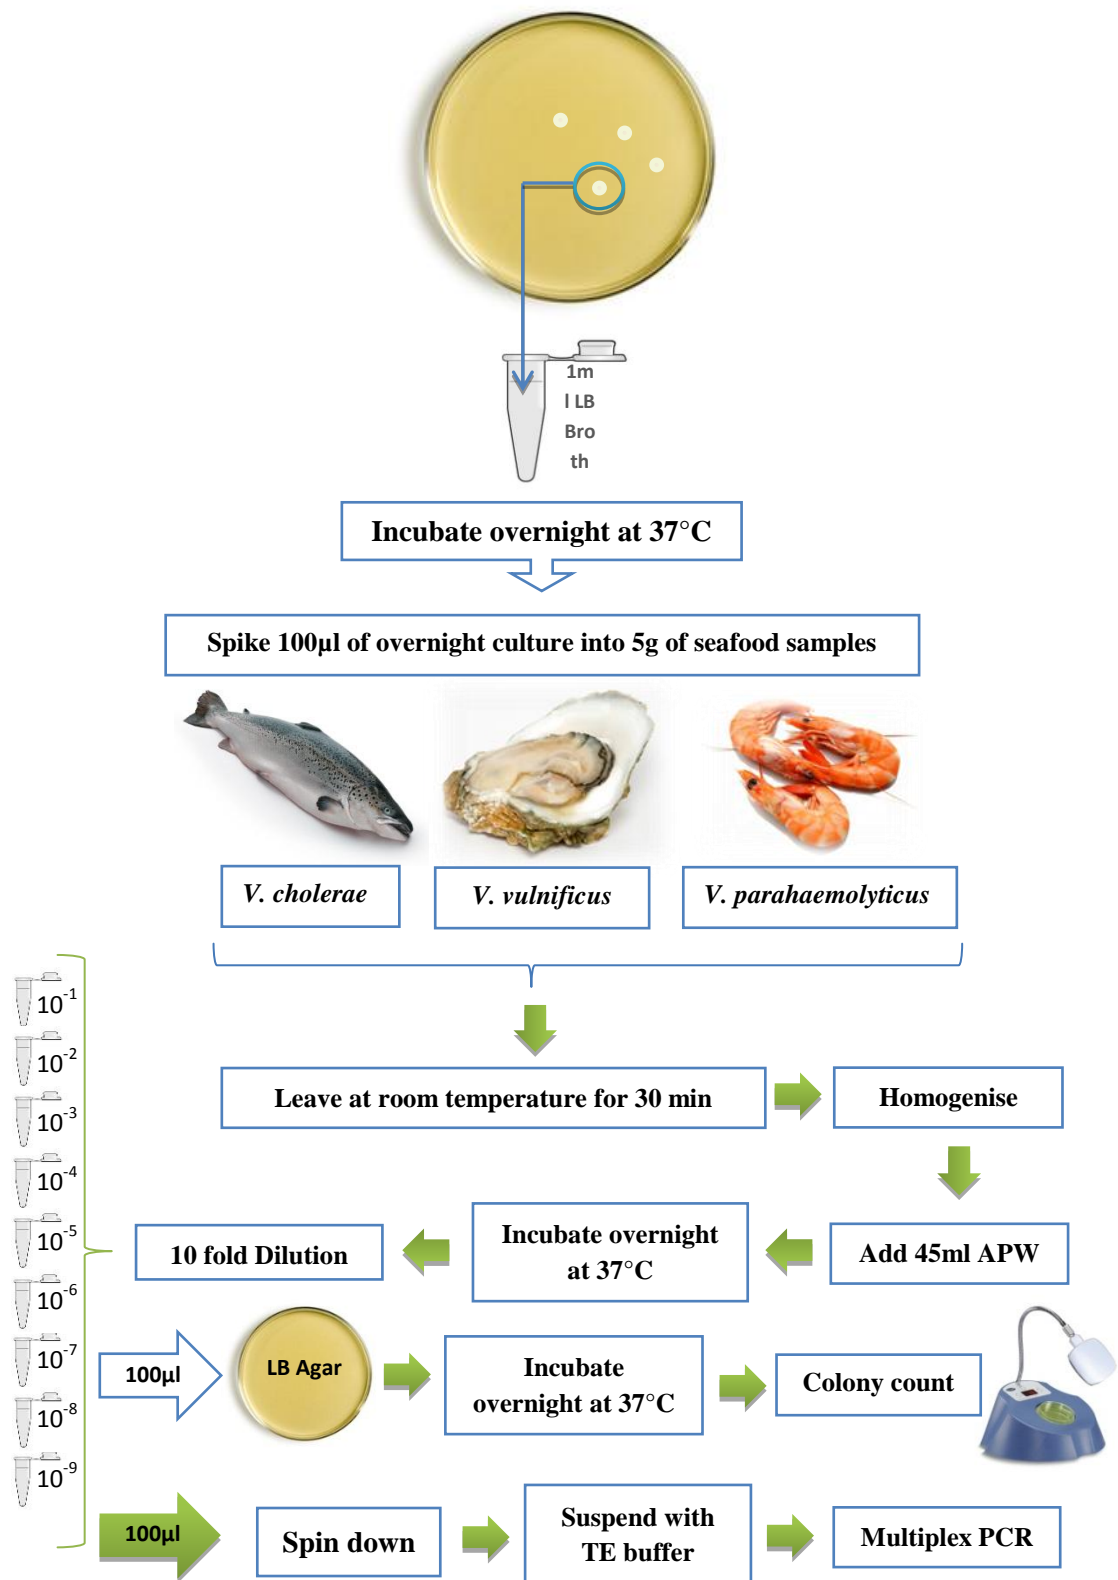 1m
l LB
Bro
th
Incubate overnight at 37°C
Spike 100µl of overnight culture into 5g of seafood samples
V. cholerae
V. vulnificus
V. parahaemolyticus
10⁻¹
10⁻²
10⁻³
10⁻⁴
10⁻⁵
10⁻⁶
10⁻⁷
10⁻⁸
10⁻⁹
Leave at room temperature for 30 min
Homogenise
Add 45ml APW
Incubate overnight
at 37°C
10 fold Dilution
100µl
LB Agar
Incubate
overnight at 37°C
Colony count
100µl
Spin down
Suspend with
TE buffer
Multiplex PCR